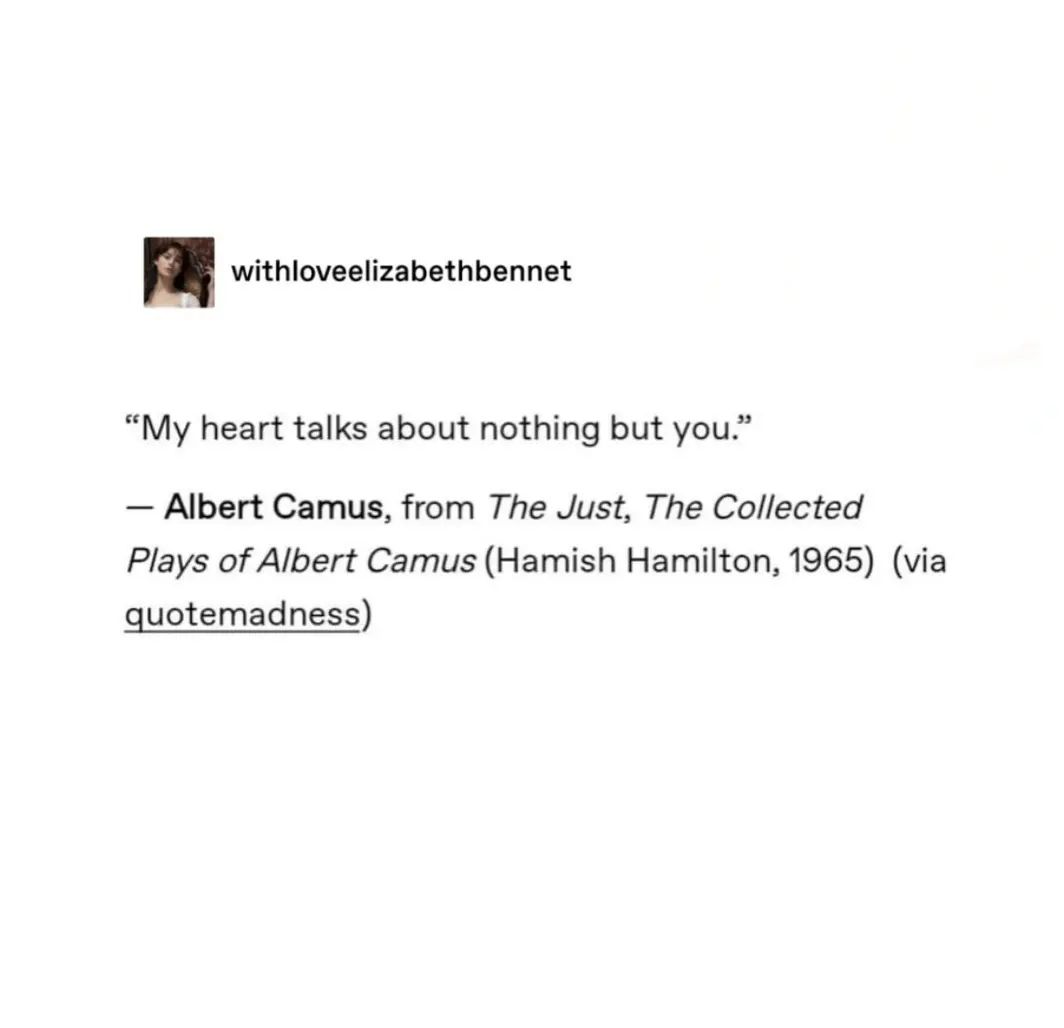 withloveelizabethbennet
“My heart talks about nothing but you.”
— Albert Camus, from The Just, The Collected
Plays of Albert Camus (Hamish Hamilton, 1965) (via
quotemadness)